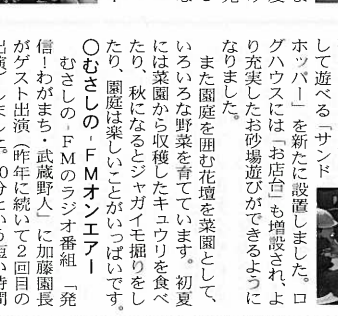 して遊べる「サンド
ホッパー」を新たに設置しました。ロ
グハウスには「お店台」も増設され、よ
り充実したお砂場遊びができるように
なりました。
また園庭を囲む花壇を菜園として、
いろいろな野菜を育てています。初夏
には菜園から収穫したキュウリを食べ
たり、秋になるとジャガイモ掘りをし
たり、園庭は楽しいことがいっぱいです。
〇むさしの-FMオンエアー
むさしの-FMのラジオ番組「発
信!わがまち・武蔵野人」に加藤園長
がゲスト出演(昨年に続いて2回目の
出演)しました。